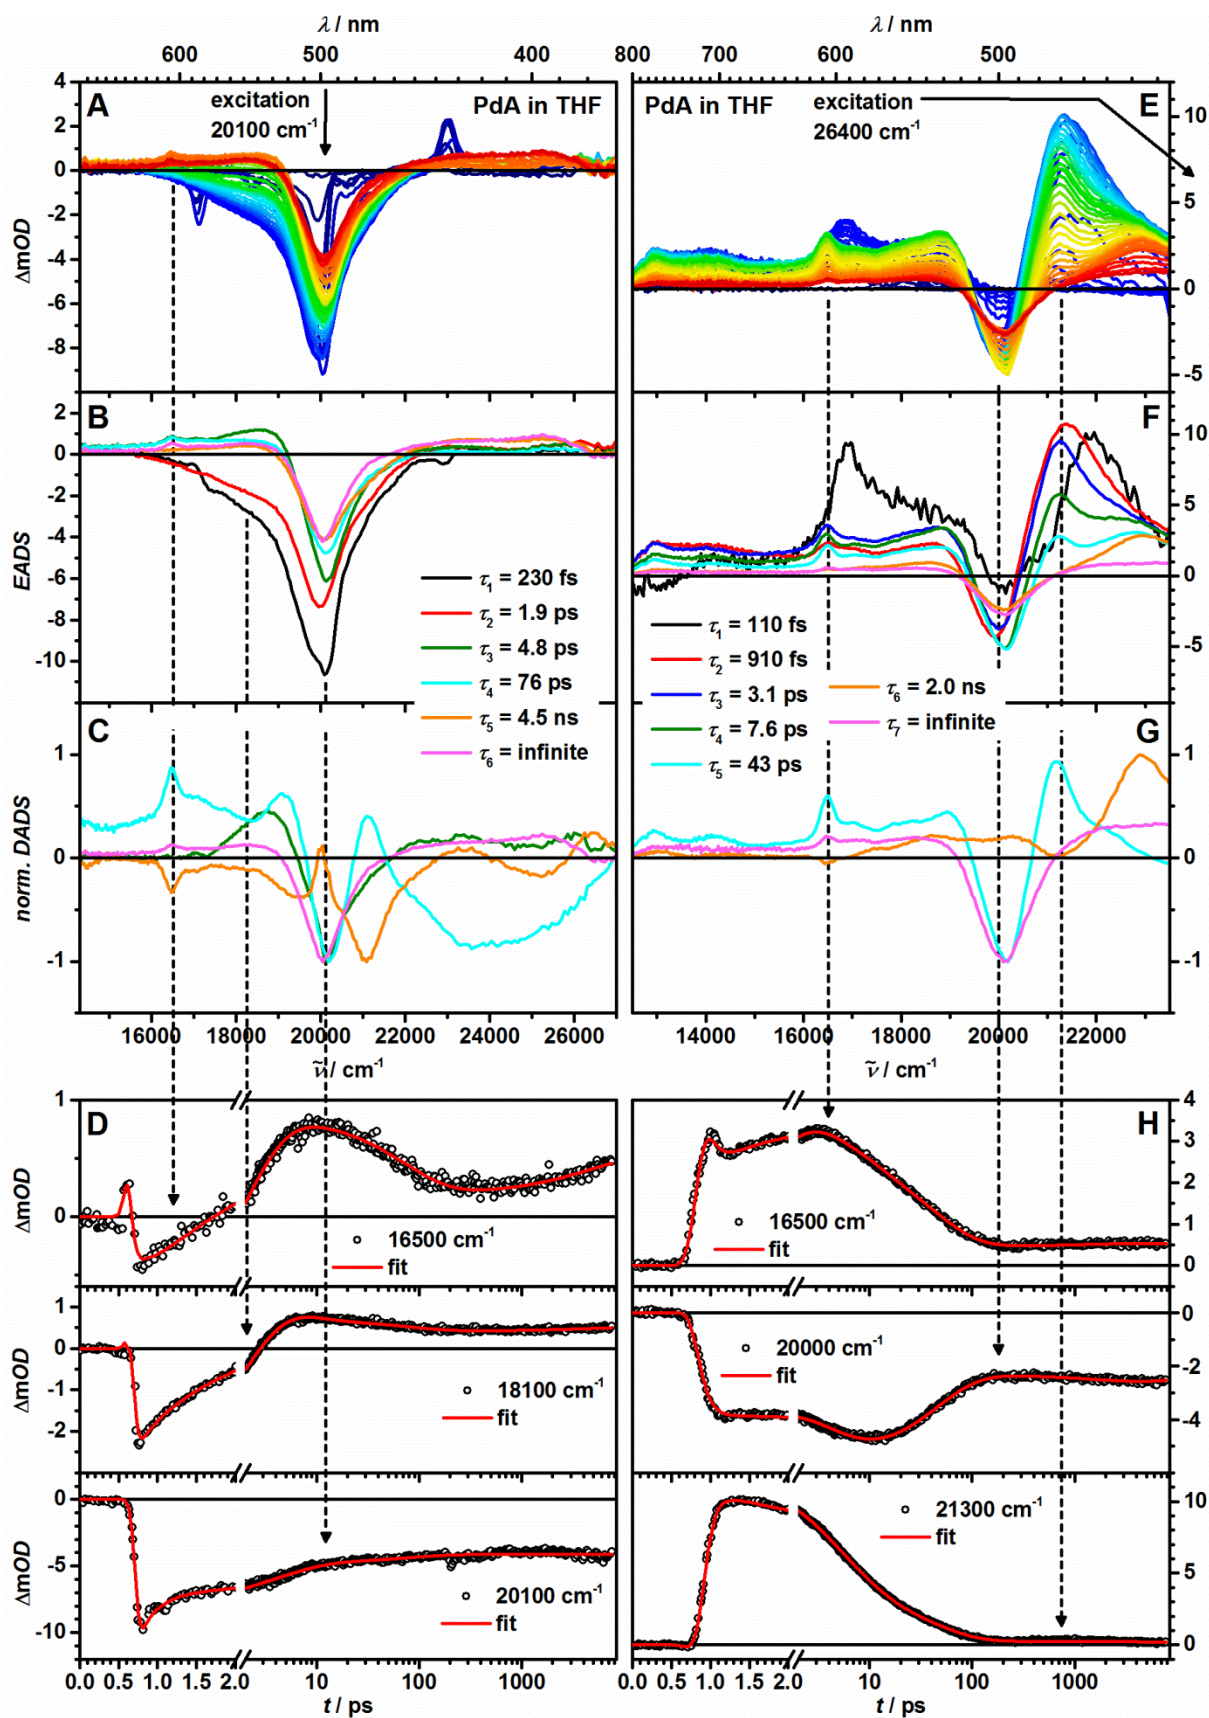 λ / nm
600 500 400
A
excitation
20100 cm-1
PdA in THF
4
2
0
-2
-4
-6
-8
ΔmOD
B
2
0
-2
-4
-6
-8
-10
EADS
τ1 = 230 fs
τ2 = 1.9 ps
τ3 = 4.8 ps
τ4 = 76 ps
τ5 = 4.5 ns
τ6 = infinite
C
1
0
-1
norm. DADS
16000 18000 20000 22000 24000 26000
ν̃ / cm-1
D
1
0
ΔmOD
16500 cm-1
fit
1
0
-1
-2
ΔmOD
18100 cm-1
fit
0
-5
-10
ΔmOD
20100 cm-1
fit
0.0 0.5 1.0 1.5 2.0 10 100 1000
t / ps
λ / nm
800 700 600 500
PdA in THF
excitation
26400 cm-1
E
10
5
0
-5
F
10
5
0
-5
τ1 = 110 fs
τ2 = 910 fs
τ3 = 3.1 ps
τ4 = 7.6 ps
τ5 = 43 ps
τ6 = 2.0 ns
τ7 = infinite
G
1
0
-1
14000 16000 18000 20000 22000
ν̃ / cm-1
H
4
3
2
1
0
16500 cm-1
fit
0
-2
-4
20000 cm-1
fit
10
5
0
21300 cm-1
fit
0.0 0.5 1.0 1.5 2.0 10 100 1000
t / ps